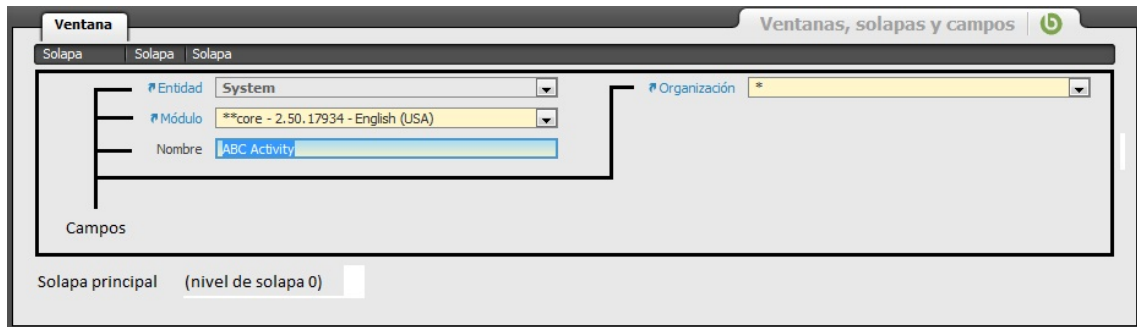 Ventana
Ventanas, solapas y campos
Solapa Solapa Solapa
Entidad System
Organización *
Módulo **core - 2.50.17934 - English (USA)
Nombre ABC Activity
Campos
Solapa principal (nivel de solapa 0)